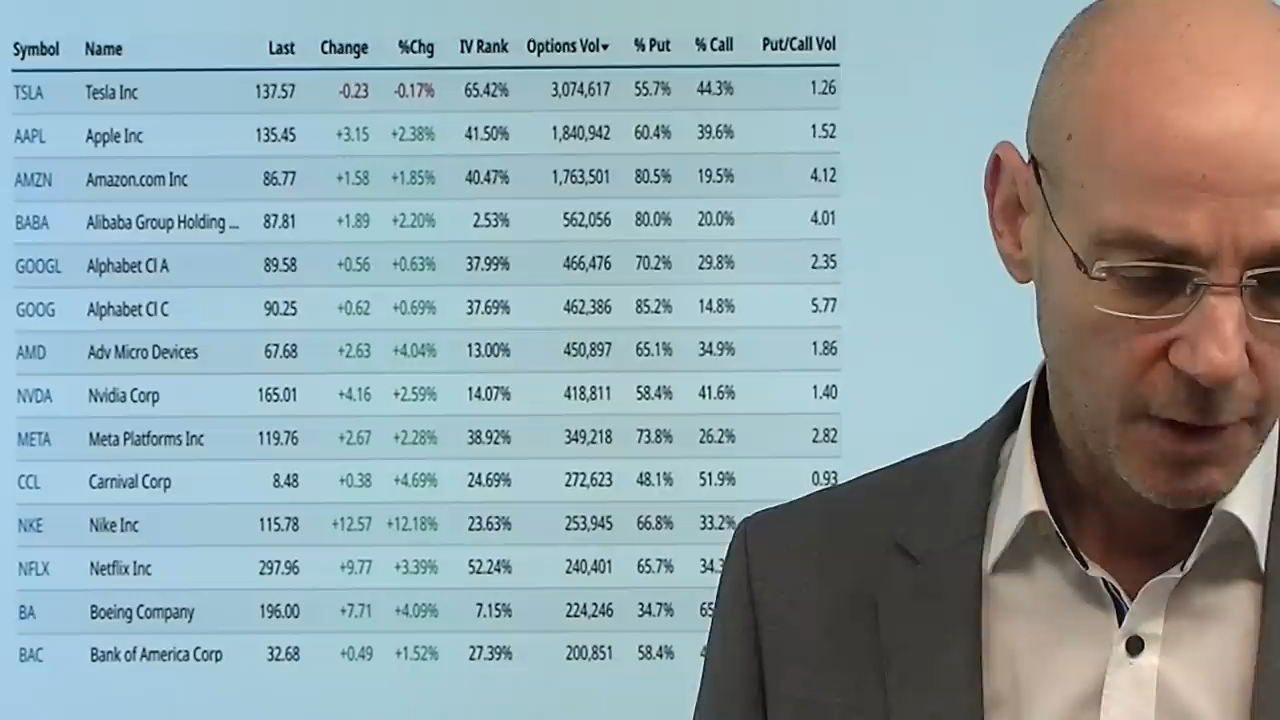 Symbol Name Last Change %Chg IV Rank Options Vol▾ % Put % Call Put/Call Vol
TSLA Tesla Inc 137.57 -0.23 -0.17% 65.42% 3,074,617 55.7% 44.3% 1.26
AAPL Apple Inc 135.45 +3.15 +2.38% 41.50% 1,840,942 60.4% 39.6% 1.52
AMZN Amazon.com Inc 86.77 +1.58 +1.85% 40.47% 1,763,501 80.5% 19.5% 4.12
BABA Alibaba Group Holding ... 87.81 +1.89 +2.20% 2.53% 562,056 80.0% 20.0% 4.01
GOOGL Alphabet Cl A 89.58 +0.56 +0.63% 37.99% 466,476 70.2% 29.8% 2.35
GOOG Alphabet Cl C 90.25 +0.62 +0.69% 37.69% 462,386 85.2% 14.8% 5.77
AMD Adv Micro Devices 67.68 +2.63 +4.04% 13.00% 450,897 65.1% 34.9% 1.86
NVDA Nvidia Corp 165.01 +4.16 +2.59% 14.07% 418,811 58.4% 41.6% 1.40
META Meta Platforms Inc 119.76 +2.67 +2.28% 38.92% 349,218 73.8% 26.2% 2.82
CCL Carnival Corp 8.48 +0.38 +4.69% 24.69% 272,623 48.1% 51.9% 0.93
NKE Nike Inc 115.78 +12.57 +12.18% 23.63% 253,945 66.8% 33.2%
NFLX Netflix Inc 297.96 +9.77 +3.39% 52.24% 240,401 65.7% 34.3
BA Boeing Company 196.00 +7.71 +4.09% 7.15% 224,246 34.7% 65
BAC Bank of America Corp 32.68 +0.49 +1.52% 27.39% 200,851 58.4% 4